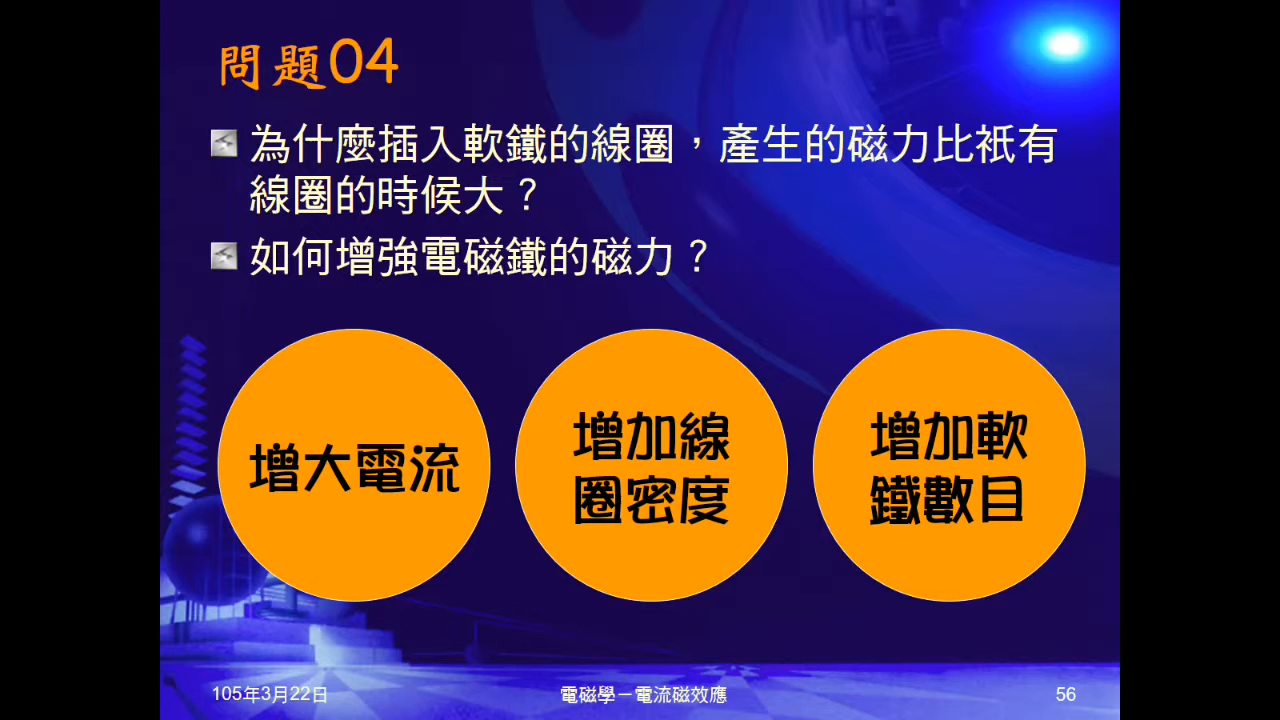 問題04
為什麼插入軟鐵的線圈，產生的磁力比祇有
線圈的時候大？
如何增強電磁鐵的磁力？
增大電流
增加線
圈密度
增加軟
鐵數目
105年3月22日
電磁學－電流磁效應
56